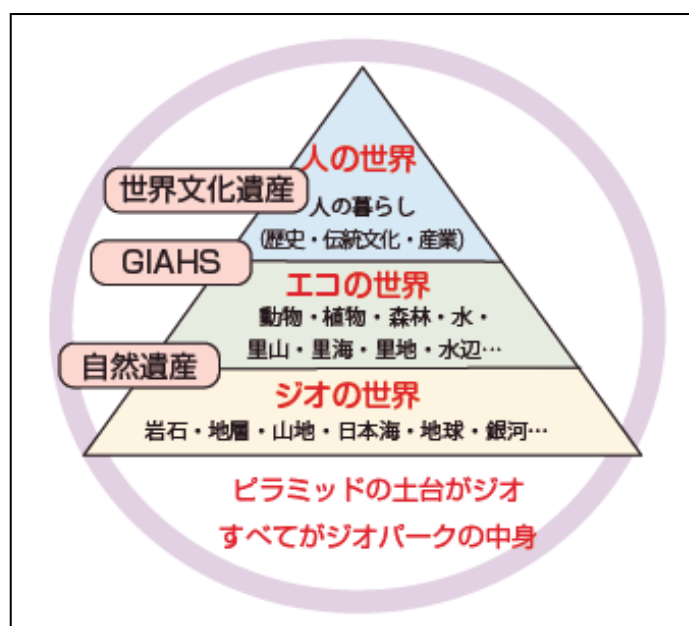 人の世界
世界文化遺産
人の暮らし
(歴史・伝統文化・産業)
GIAHS
エコの世界
動物・植物・森林・水・
里山・里海・里地・水辺…
自然遺産
ジオの世界
岩石・地層・山地・日本海・地球・銀河…
ピラミッドの土台がジオ
すべてがジオパークの中身